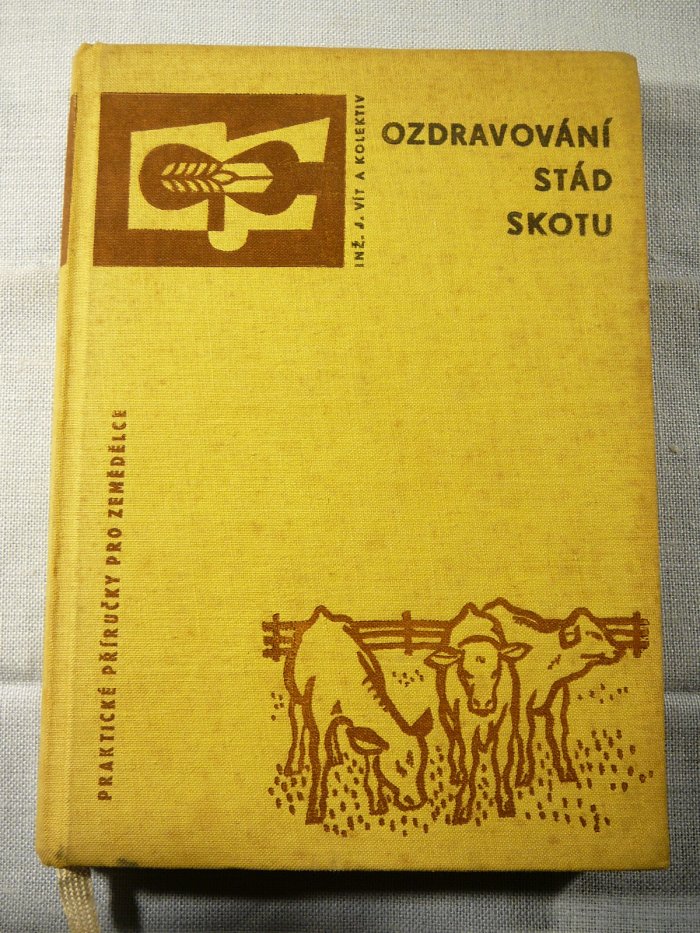 INŽ. J. VÍT A KOLEKTIV
OZDRAVOVÁNÍ
STÁD
SKOTU
PRAKTICKÉ PŘÍRUČKY PRO ZEMĚDĚLCE